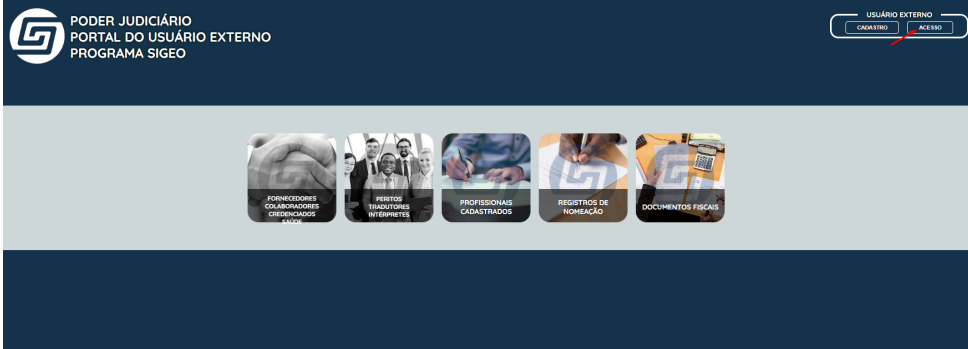 PODER JUDICIÁRIO
PORTAL DO USUÁRIO EXTERNO
PROGRAMA SIGEO
USUÁRIO EXTERNO
CADASTRO
ACESSO
FORNECEDORES
COLABORADORES
CREDENCIADOS
SAÚDE
PERITOS
TRADUTORES
INTÉRPRETES
PROFISSIONAIS
CADASTRADOS
REGISTROS DE
NOMEAÇÃO
DOCUMENTOS FISCAIS